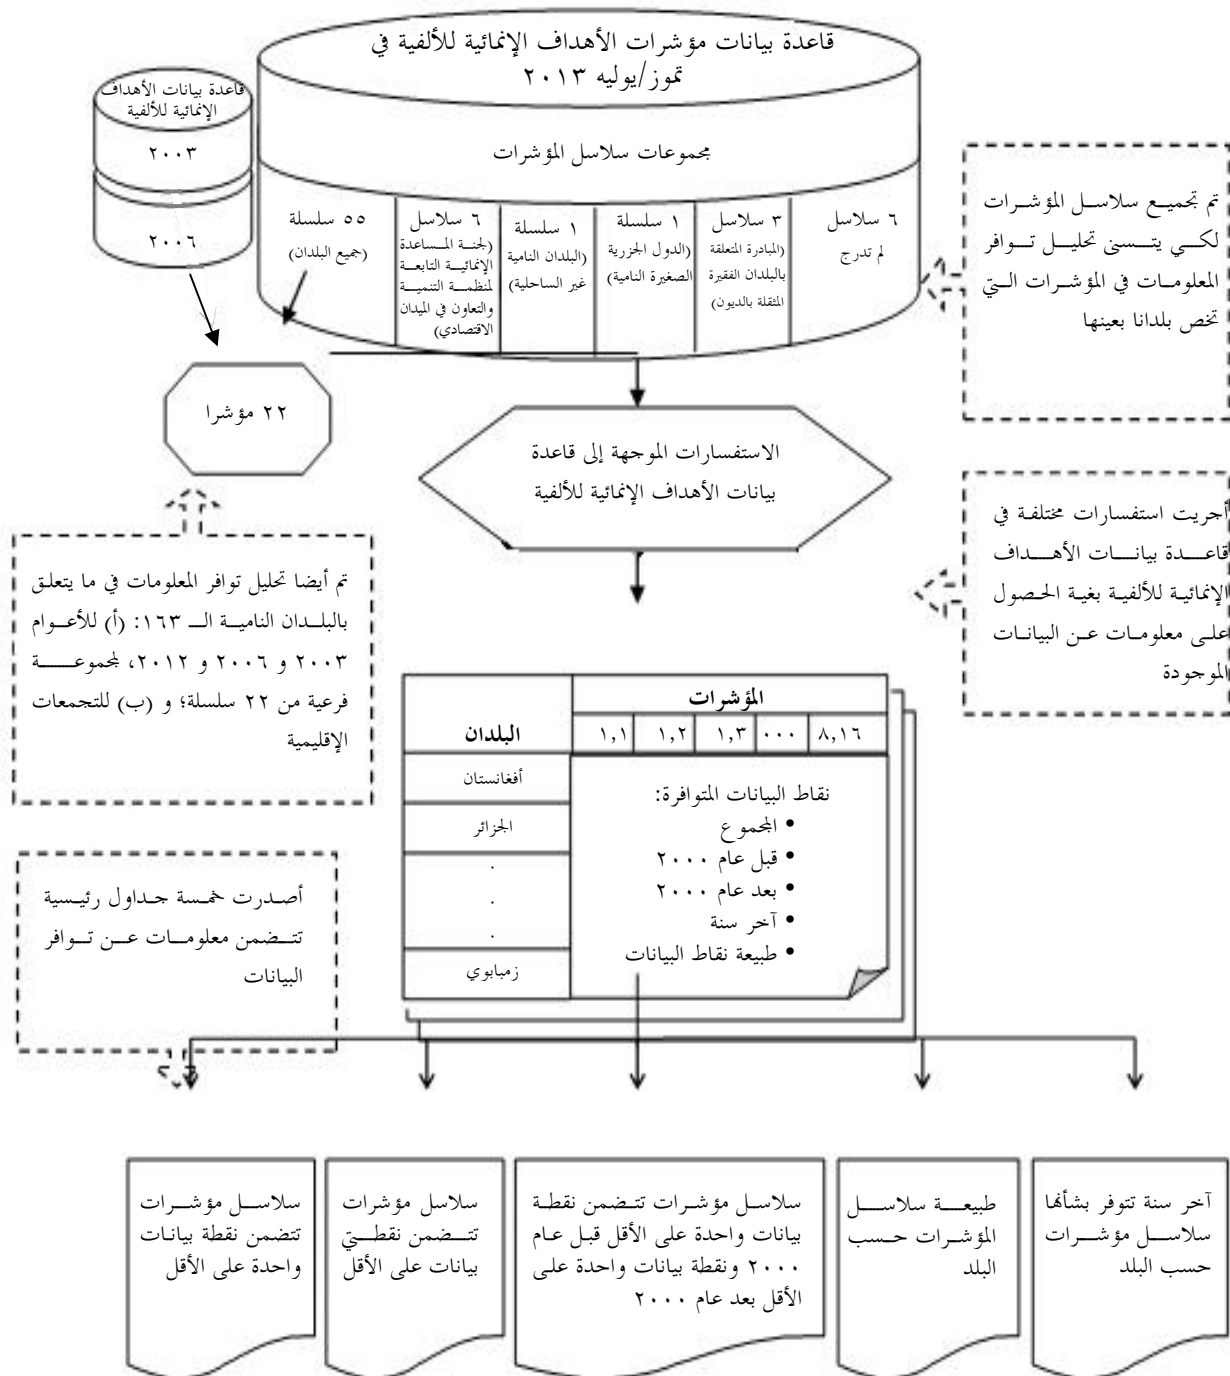 قاعدة بيانات مؤشرات الأهداف الإنمائية للألفية في
تموز/يوليه ٢٠١٣
قاعدة بيانات الأهداف
الإنمائية للألفية
٢٠٠٣
٢٠٠٦
مجموعات سلاسل المؤشرات
٦ سلاسل
لم تدرج
٣ سلاسل
(المبادرة المتعلقة
بالبلدان الفقيرة
المثقلة بالديون)
١ سلسلة
(الدول الجزرية
الصغيرة النامية)
١ سلسلة
(البلدان النامية
غير الساحلية)
٦ سلاسل
(لجنة المساعدة
الإنمائية التابعة
لمنظمة التنمية
والتعاون في الميدان
الاقتصادي)
٥٥ سلسلة
(جميع البلدان)
تم تجميع سلاسل المؤشرات
لكي يتسنى تحليل توافر
المعلومات في المؤشرات التي
تخص بلدانا بعينها
٢٢ مؤشرا
الاستفسارات الموجهة إلى قاعدة
بيانات الأهداف الإنمائية للألفية
أجريت استفسارات مختلفة في
قاعدة بيانات الأهداف
الإنمائية للألفية بغية الحصول
على معلومات عن البيانات
الموجودة
تم أيضا تحليل توافر المعلومات في ما يتعلق
بالبلدان النامية الـ ١٦٣: (أ) للأعوام
٢٠٠٣ و ٢٠٠٦ و ٢٠١٢، لمجموعة
فرعية من ٢٢ سلسلة؛ و (ب) للتجمعات
الإقليمية
المؤشرات
البلدان ١,١ ١,٢ ١,٣ ٠٠٠ ٨,١٦
أفغانستان
الجزائر
.
.
.
زمبابوي
نقاط البيانات المتوافرة:
• المجموع
• قبل عام ٢٠٠٠
• بعد عام ٢٠٠٠
• آخر سنة
• طبيعة نقاط البيانات
أصدرت خمسة جداول رئيسية
تتضمن معلومات عن توافر
البيانات
آخر سنة تتوفر بشأنها
سلاسل مؤشرات
حسب البلد
طبيعة سلاسل
المؤشرات حسب
البلد
سلاسل مؤشرات تتضمن نقطة
بيانات واحدة على الأقل قبل عام
٢٠٠٠ ونقطة بيانات واحدة على
الأقل بعد عام ٢٠٠٠
سلاسل مؤشرات
تتضمن نقطتي
بيانات على الأقل
سلاسل مؤشرات
تتضمن نقطة بيانات
واحدة على الأقل